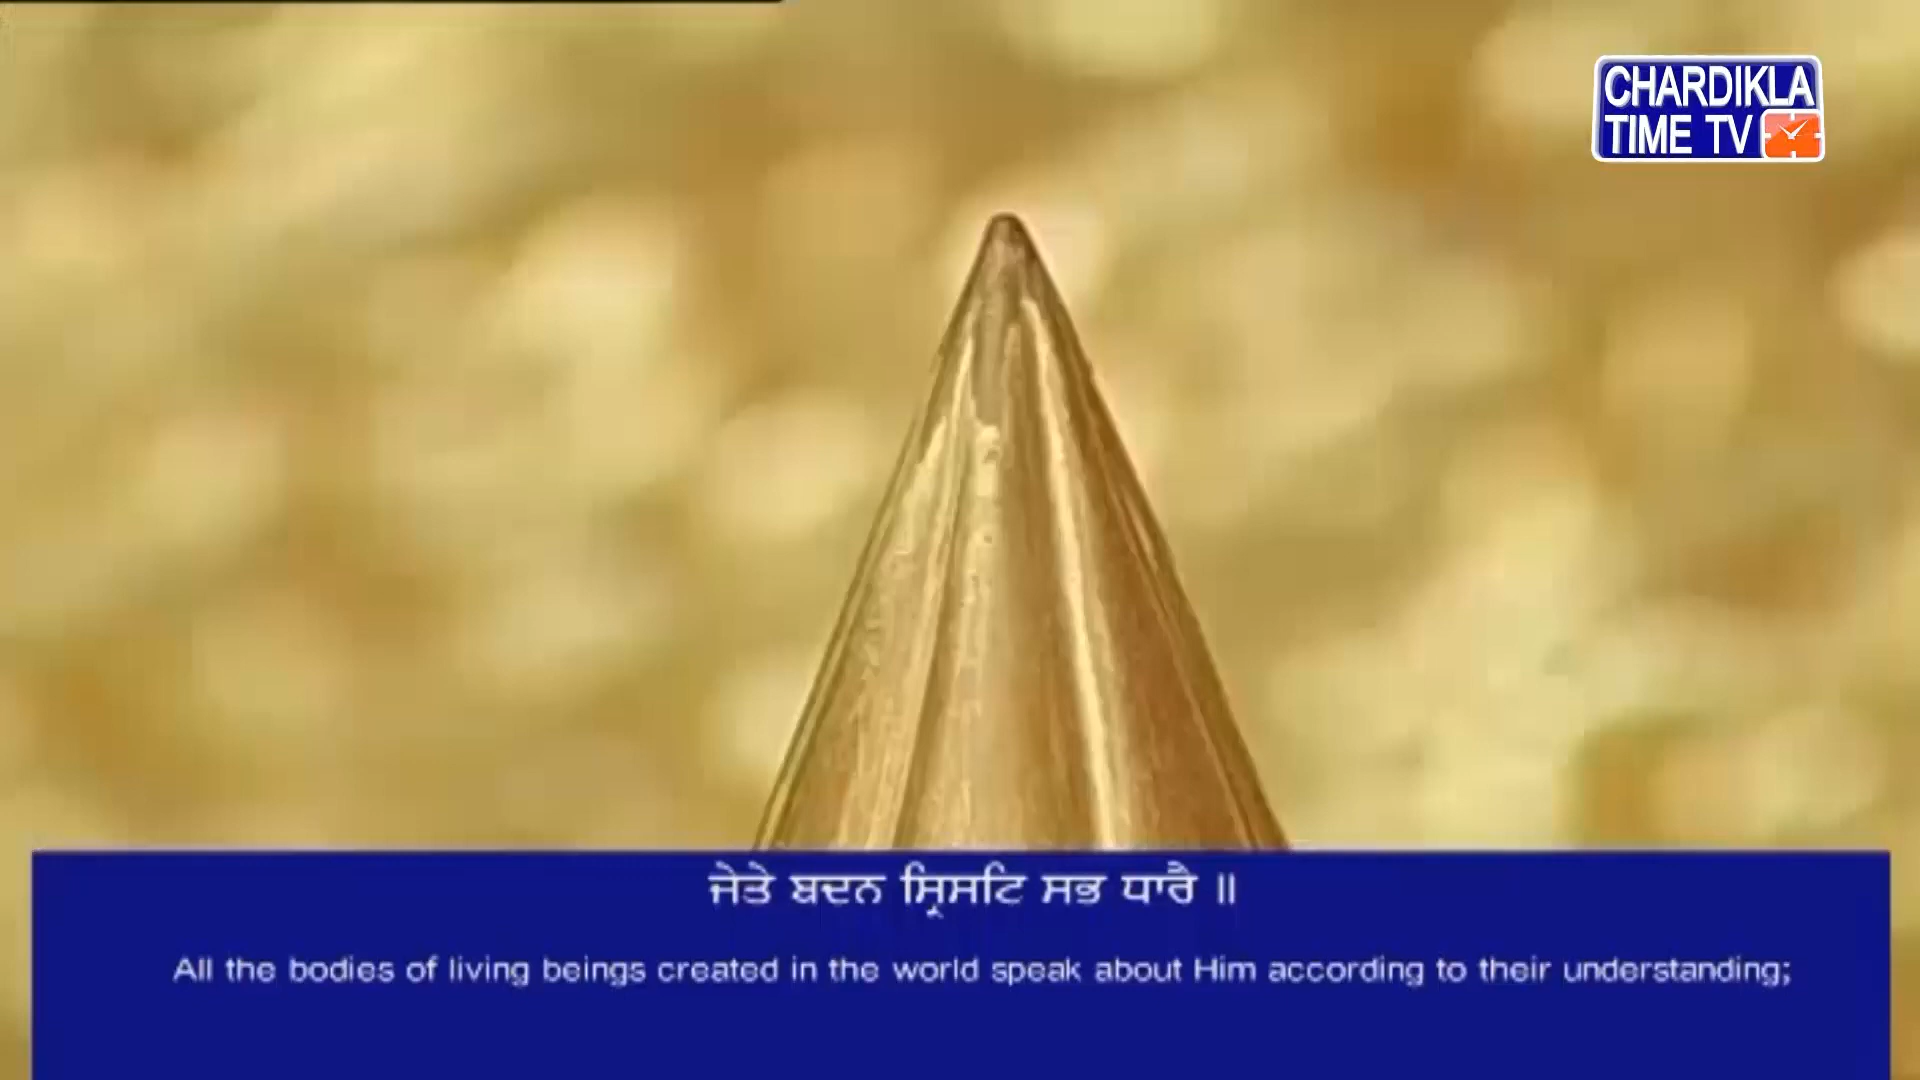 CHARDIKLA
TIME TV
ਜੇਤੇ ਬਦਨ ਸ੍ਰਿਸਟਿ ਸਭ ਧਾਰੈ ॥
All the bodies of living beings created in the world speak about Him according to their understanding;